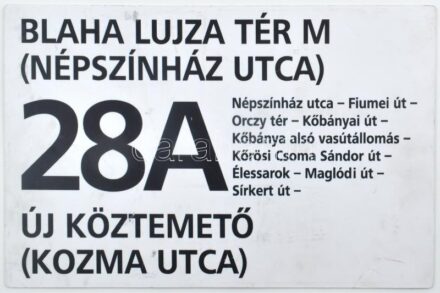 BLAHA LUJZA TÉR M
(NÉPSZÍNHÁZ UTCA)
28A
Népszínház utca – Fiumei út –
Orczy tér – Kőbányai út –
Kőbánya alsó vasútállomás –
Kőrösi Csoma Sándor út –
Élessarok – Maglódi út –
Sírkert út –
ÚJ KÖZTEMETŐ
(KOZMA UTCA)